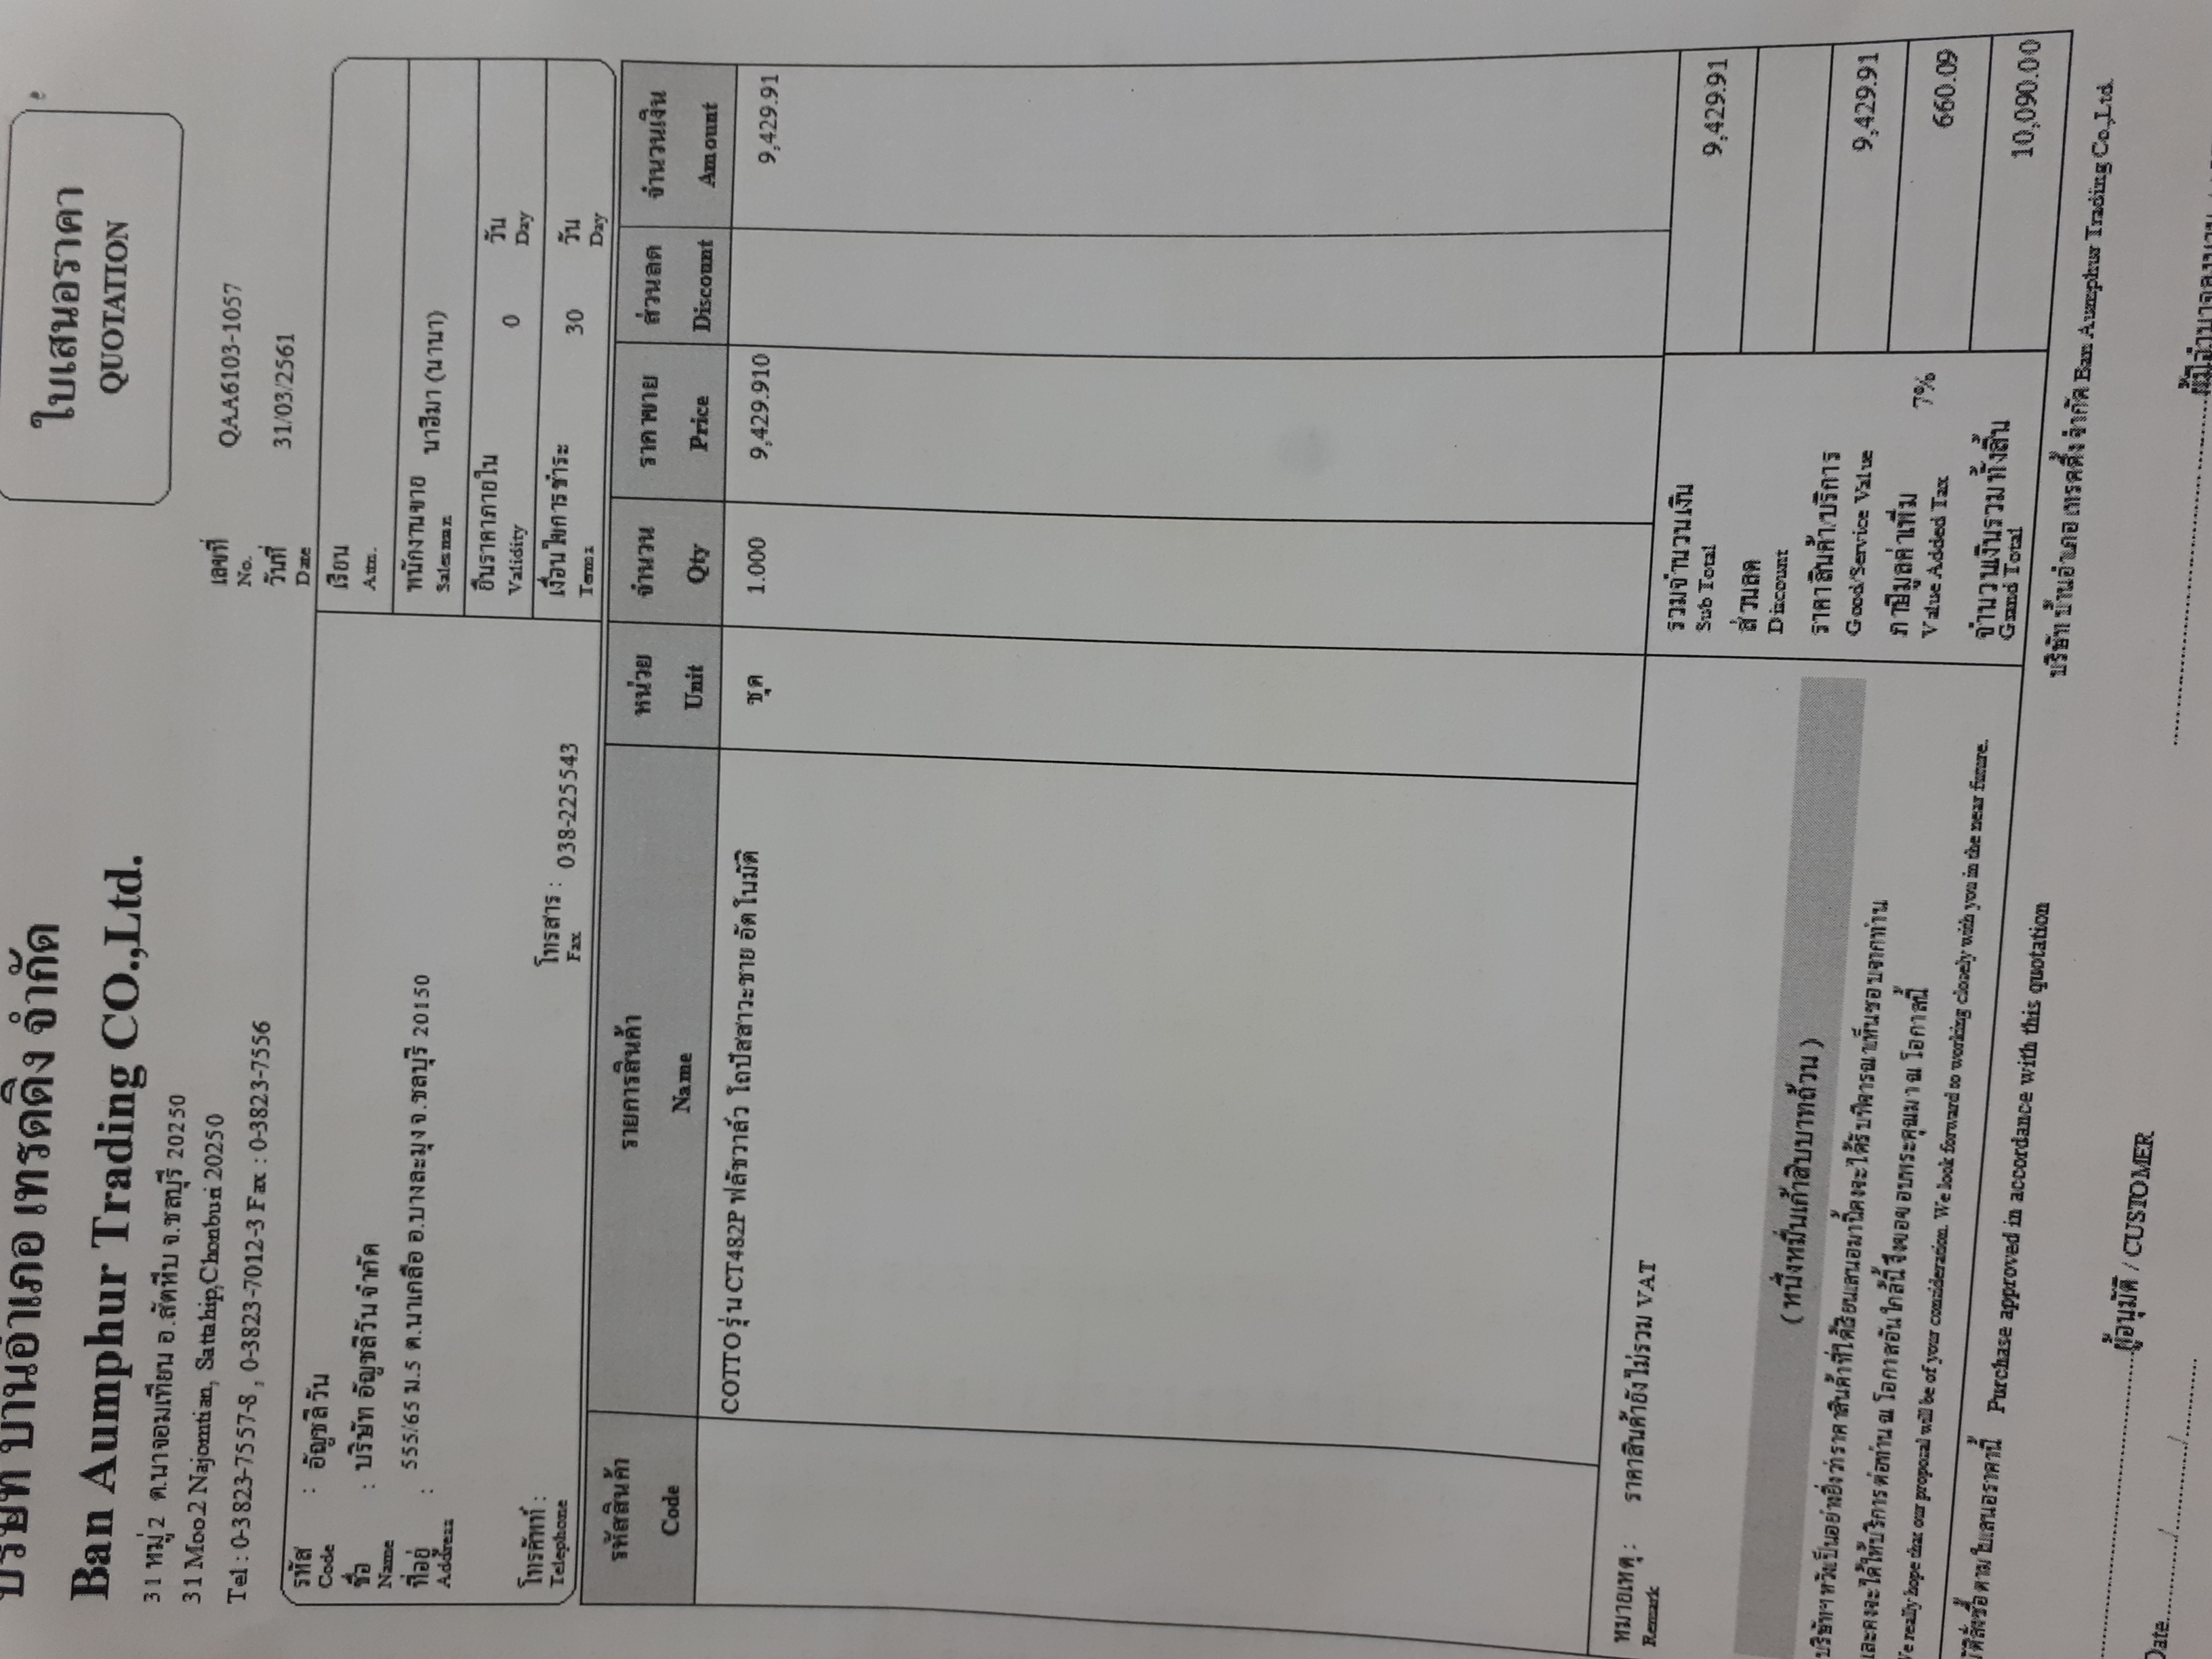 บริษัท บ้านอำเภอ เทรดดิ้ง จำกัด
Ban Aumphur Trading CO.,Ltd.
31 หมู่ 2 ต.นาจอมเทียน อ.สัตหีบ จ.ชลบุรี 20250
31 Moo.2 Najomtian, Sattahip,Chonburi 20250
Tel : 0-3823-7557-8 , 0-3823-7012-3 Fax : 0-3823-7556
ใบเสนอราคา
QUOTATION
เลขที่ QAA6103-1057
No.
วันที่ 31/03/2561
Date
รหัส : อัญชลีวัน
Code
ชื่อ : บริษัท อัญชลีวัน จำกัด
Name
ที่อยู่ : 555/65 ม.5 ต.นาเกลือ อ.บางละมุง จ.ชลบุรี 20150
Address
โทรศัพท์ :
Telephone
โทรสาร : 038-225543
Fax
เรียน
Attn.
พนักงานขาย นาฮีมา (นานา)
Salesman
ยืนราคาภายใน 0 วัน
Validity Day
เงื่อนไขการชำระ 30 วัน
Terms Day
รหัสสินค้า รายการสินค้า หน่วย จำนวน ราคาขาย ส่วนลด จำนวนเงิน
Code Name Unit Qty Price Discount Amount
COTTO รุ่น CT482P ฟลัชวาล์ว โถปัสสาวะชาย อัตโนมัติ ชุด 1.000 9,429.910 9,429.91
หมายเหตุ : ราคาสินค้ายังไม่รวม VAT
Remark
( หนึ่งหมื่นเก้าสิบบาทถ้วน )
บริษัทฯ หวังเป็นอย่างยิ่งว่าราคาสินค้าที่ได้เรียนเสนอมานี้คงจะได้รับพิจารณาเห็นชอบจากท่าน
และคงจะได้ให้บริการต่อท่าน ณ โอกาสอันใกล้นี้ จึงขอขอบพระคุณมา ณ โอกาสนี้
We really hope that our proposal will be of your consideration. We look forward to working closely with you in the near future.
รวมจำนวนเงิน 9,429.91
Sub Total
ส่วนลด
Discount
ราคาสินค้า/บริการ 9,429.91
Good/Service Value
ภาษีมูลค่าเพิ่ม 7% 660.09
Value Added Tax
จำนวนเงินรวมทั้งสิ้น 10,090.00
Grand Total
สั่งซื้อตามใบเสนอราคานี้ Purchase approved in accordance with this quotation
บริษัท บ้านอำเภอ เทรดดิ้ง จำกัด Ban Aumphur Trading Co.,Ltd.
ผู้อนุมัติ / CUSTOMER
Date............/............/............